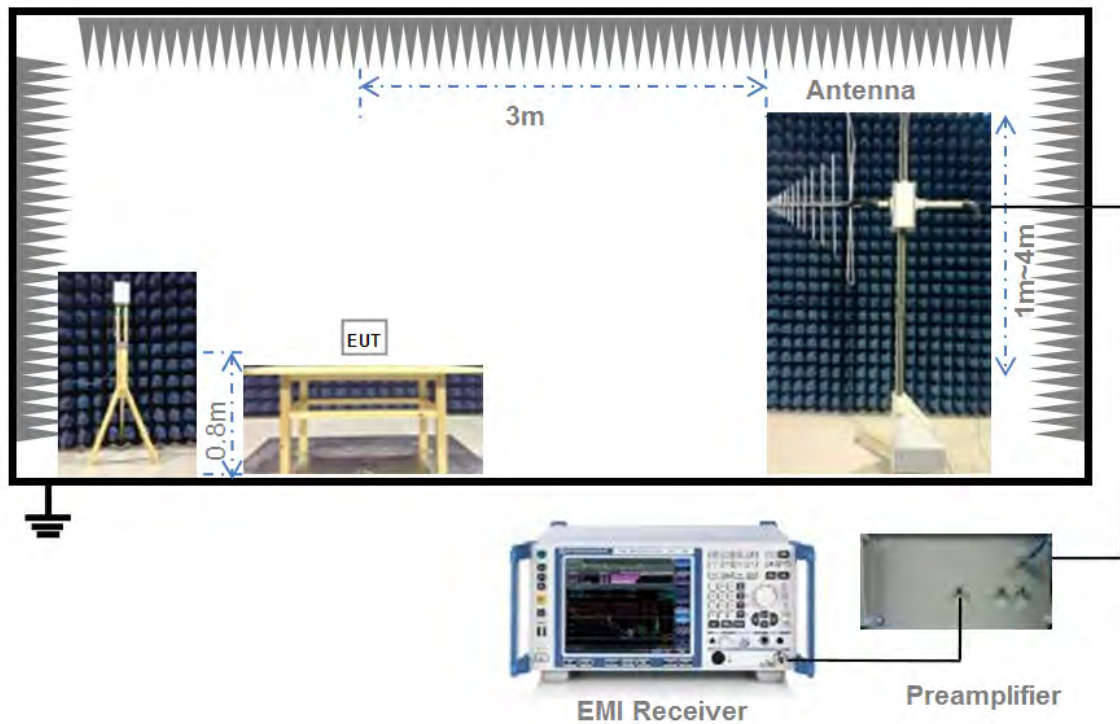 Antenna
3m
1m~4m
EUT
0.8m
Preamplifier
EMI Receiver